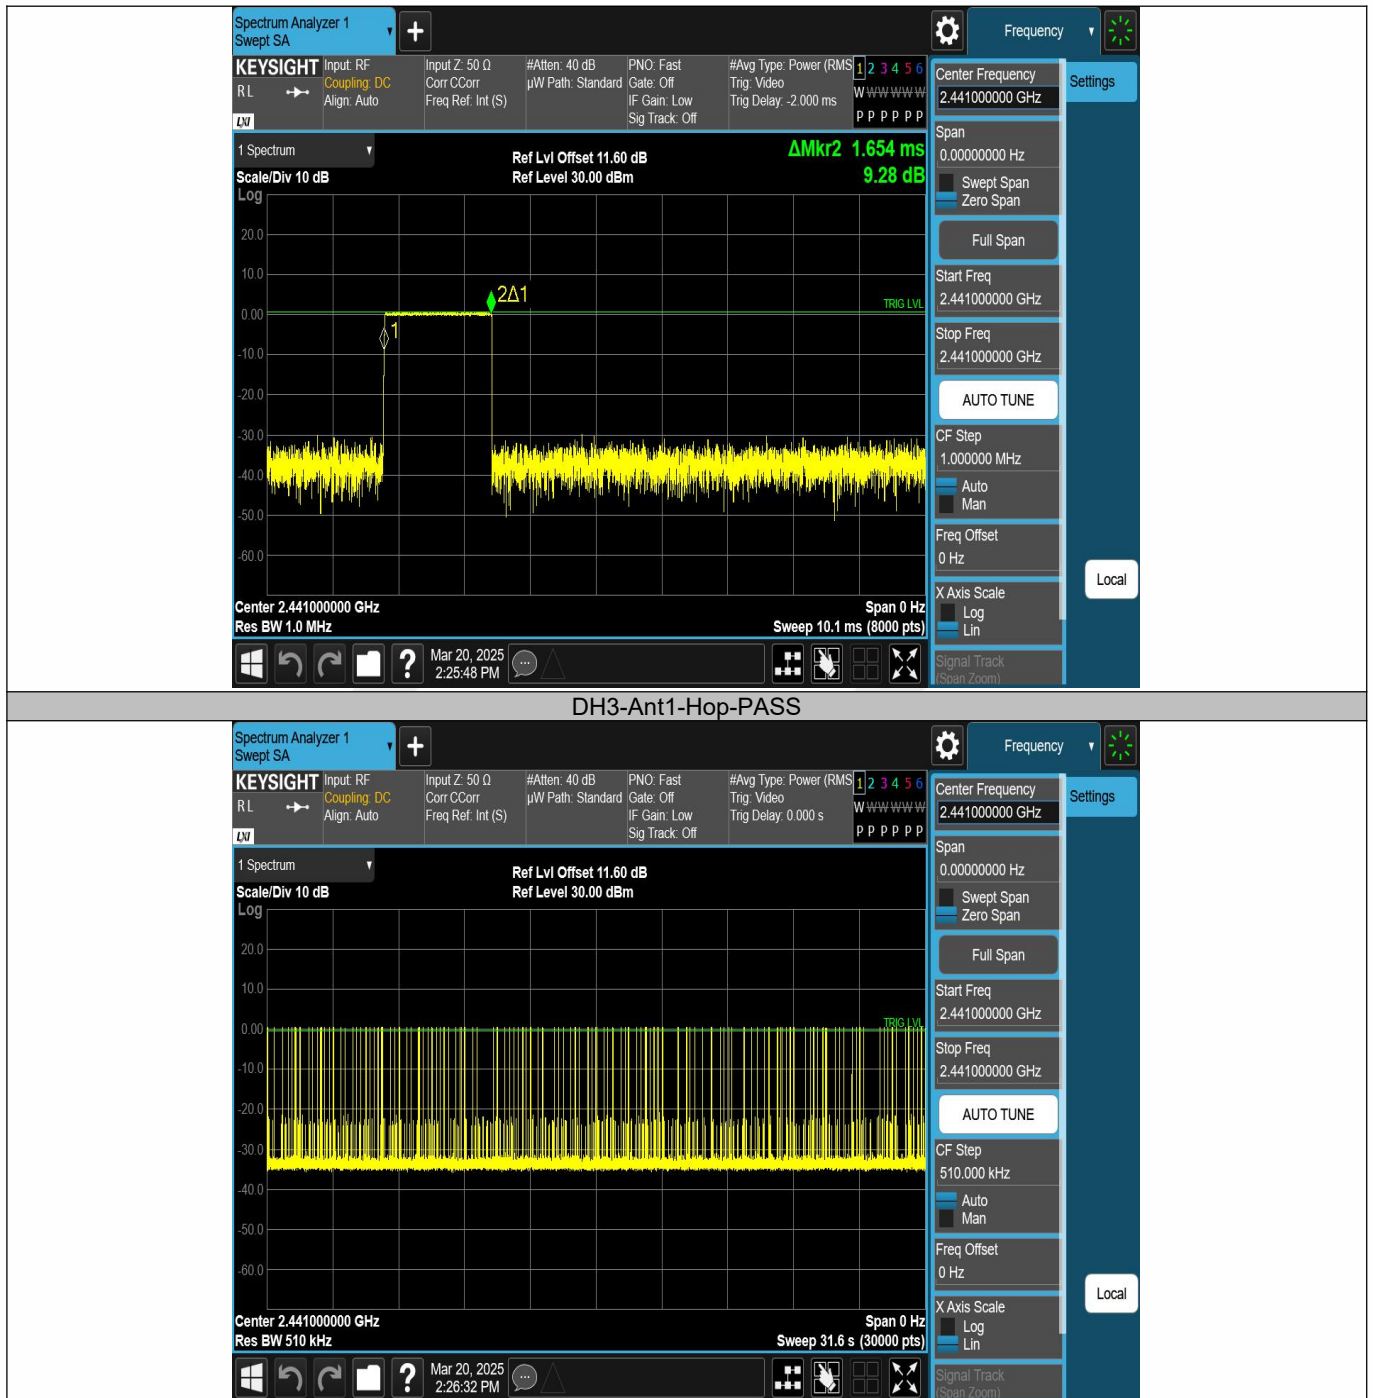 Spectrum Analyzer 1
Swept SA
Frequency
KEYSIGHT
RL
LXI
Input: RF
Coupling: DC
Align: Auto
Input Z: 50 Ω
Corr CCorr
Freq Ref: Int (S)
#Atten: 40 dB
µW Path: Standard
PNO: Fast
Gate: Off
IF Gain: Low
Sig Track: Off
#Avg Type: Power (RMS
Trig: Video
Trig Delay: -2.000 ms
1 2 3 4 5 6
W W W W W W
P P P P P P
1 Spectrum
Scale/Div 10 dB
Ref Lvl Offset 11.60 dB
Ref Level 30.00 dBm
ΔMkr2 1.654 ms
9.28 dB
Log
20.0
10.0
0.00
-10.0
-20.0
-30.0
-40.0
-50.0
-60.0
2Δ1
1
TRIG LVL
Center 2.441000000 GHz
Res BW 1.0 MHz
Span 0 Hz
Sweep 10.1 ms (8000 pts)
Mar 20, 2025
2:25:48 PM
Center Frequency
2.441000000 GHz
Settings
Span
0.00000000 Hz
Swept Span
Zero Span
Full Span
Start Freq
2.441000000 GHz
Stop Freq
2.441000000 GHz
AUTO TUNE
CF Step
1.000000 MHz
Auto
Man
Freq Offset
0 Hz
X Axis Scale
Log
Lin
Local
Signal Track
(Span Zoom)
DH3-Ant1-Hop-PASS
Spectrum Analyzer 1
Swept SA
Frequency
KEYSIGHT
RL
LXI
Input: RF
Coupling: DC
Align: Auto
Input Z: 50 Ω
Corr CCorr
Freq Ref: Int (S)
#Atten: 40 dB
µW Path: Standard
PNO: Fast
Gate: Off
IF Gain: Low
Sig Track: Off
#Avg Type: Power (RMS
Trig: Video
Trig Delay: 0.000 s
1 2 3 4 5 6
W W W W W W
P P P P P P
1 Spectrum
Scale/Div 10 dB
Ref Lvl Offset 11.60 dB
Ref Level 30.00 dBm
Log
20.0
10.0
0.00
-10.0
-20.0
-30.0
-40.0
-50.0
-60.0
TRIG LVL
Center 2.441000000 GHz
Res BW 510 kHz
Span 0 Hz
Sweep 31.6 s (30000 pts)
Mar 20, 2025
2:26:32 PM
Center Frequency
2.441000000 GHz
Settings
Span
0.00000000 Hz
Swept Span
Zero Span
Full Span
Start Freq
2.441000000 GHz
Stop Freq
2.441000000 GHz
AUTO TUNE
CF Step
510.000 kHz
Auto
Man
Freq Offset
0 Hz
X Axis Scale
Log
Lin
Local
Signal Track
(Span Zoom)